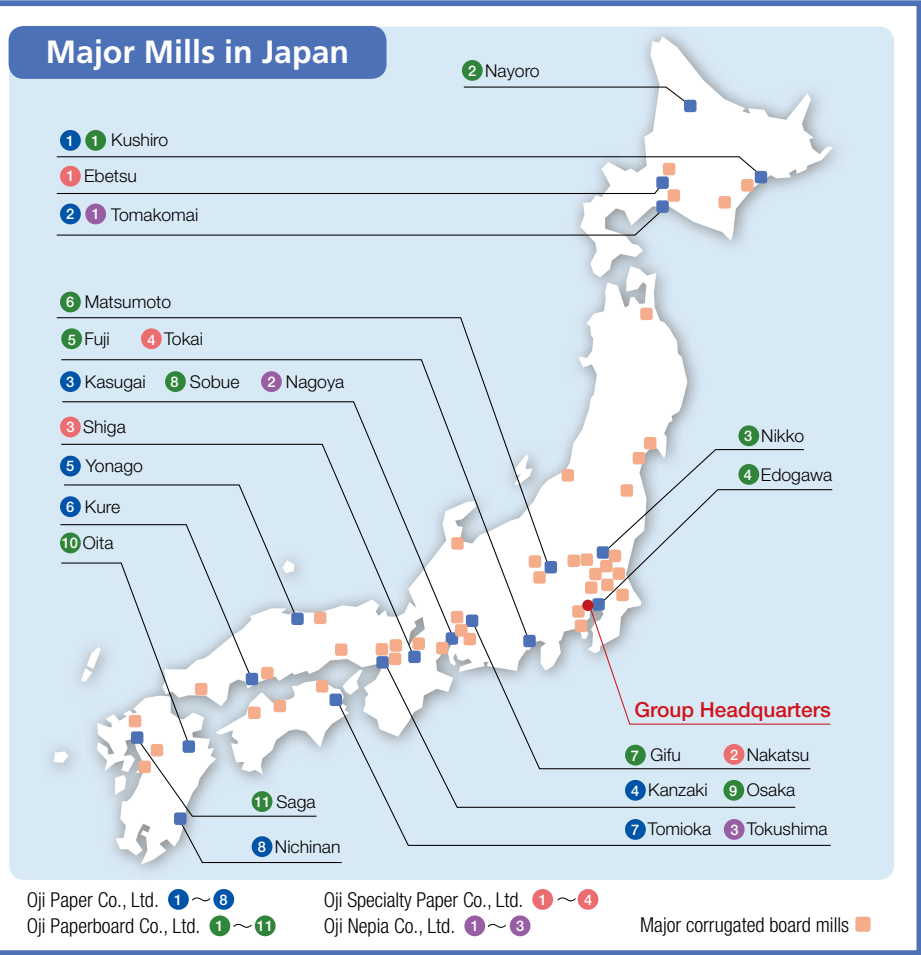 Major Mills in Japan
2 Nayoro
1 1 Kushiro
1 Ebetsu
2 1 Tomakomai
6 Matsumoto
5 Fuji 4 Tokai
3 Kasugai 8 Sobue 2 Nagoya
3 Shiga
5 Yonago
6 Kure
10 Oita
3 Nikko
4 Edogawa
Group Headquarters
7 Gifu 2 Nakatsu
4 Kanzaki 9 Osaka
7 Tomioka 3 Tokushima
11 Saga
8 Nichinan
Oji Paper Co., Ltd. 1～8
Oji Specialty Paper Co., Ltd. 1～4
Oji Paperboard Co., Ltd. 1～11
Oji Nepia Co., Ltd. 1～3
Major corrugated board mills